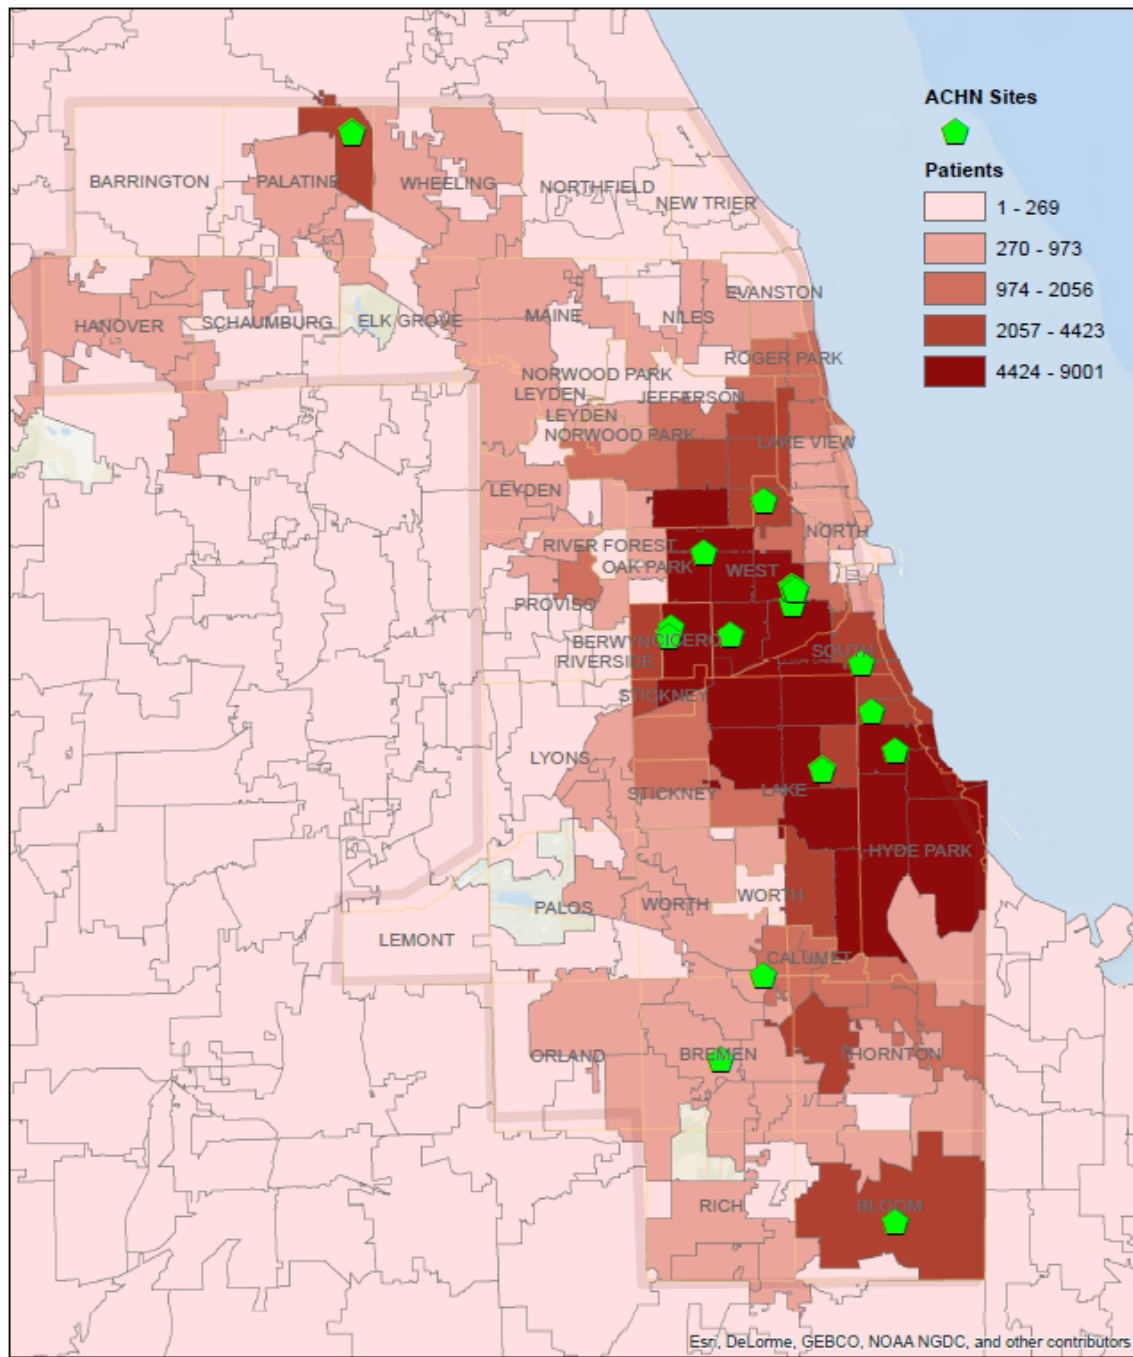 ACHN Sites
Patients
1 - 269
270 - 973
974 - 2056
2057 - 4423
4424 - 9001
BARRINGTON
PALATINE
WHEELING
NORTHFIELD
NEW TRIER
EVANSTON
HANOVER
SCHAUMBURG
ELK GROVE
MAINE
NILES
ROGER PARK
NORWOOD PARK
LEYDEN
JEFFERSON
LEYDEN
NORWOOD PARK
LAKE VIEW
LEYDEN
NORTH
RIVER FOREST
OAK PARK
WEST
PROVISO
BERWYN
CICERO
SOUTH
RIVERSIDE
STICKNEY
LYONS
STICKNEY
LAKE
HYDE PARK
PALOS
WORTH
WORTH
LEMONT
CALUMET
ORLAND
BREMEN
THORNTON
RICH
BLOOM
Esri, DeLorme, GEBCO, NOAA NGDC, and other contributors